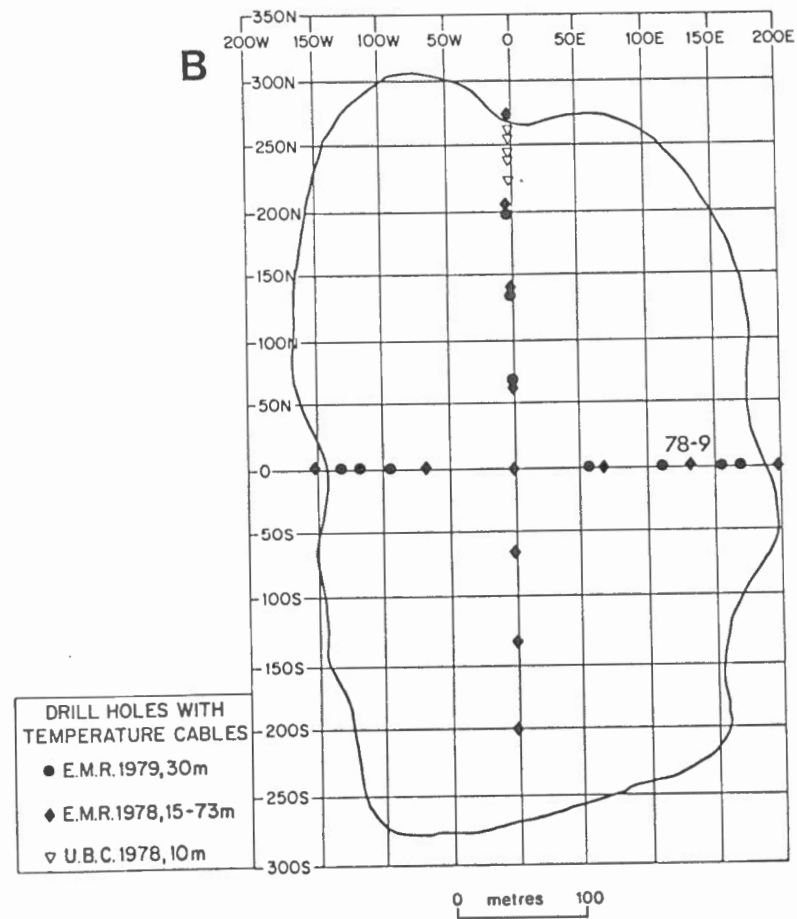 350N
200W 150W 100W 50W 0 50E 100E 150E 200E
B
300N
250N
200N
150N
100N
50N
78-9
0
50S
100S
150S
200S
250S
300S
DRILL HOLES WITH
TEMPERATURE CABLES
E.M.R. 1979, 30m
E.M.R. 1978, 15-73m
U.B.C. 1978, 10m
0 metres 100